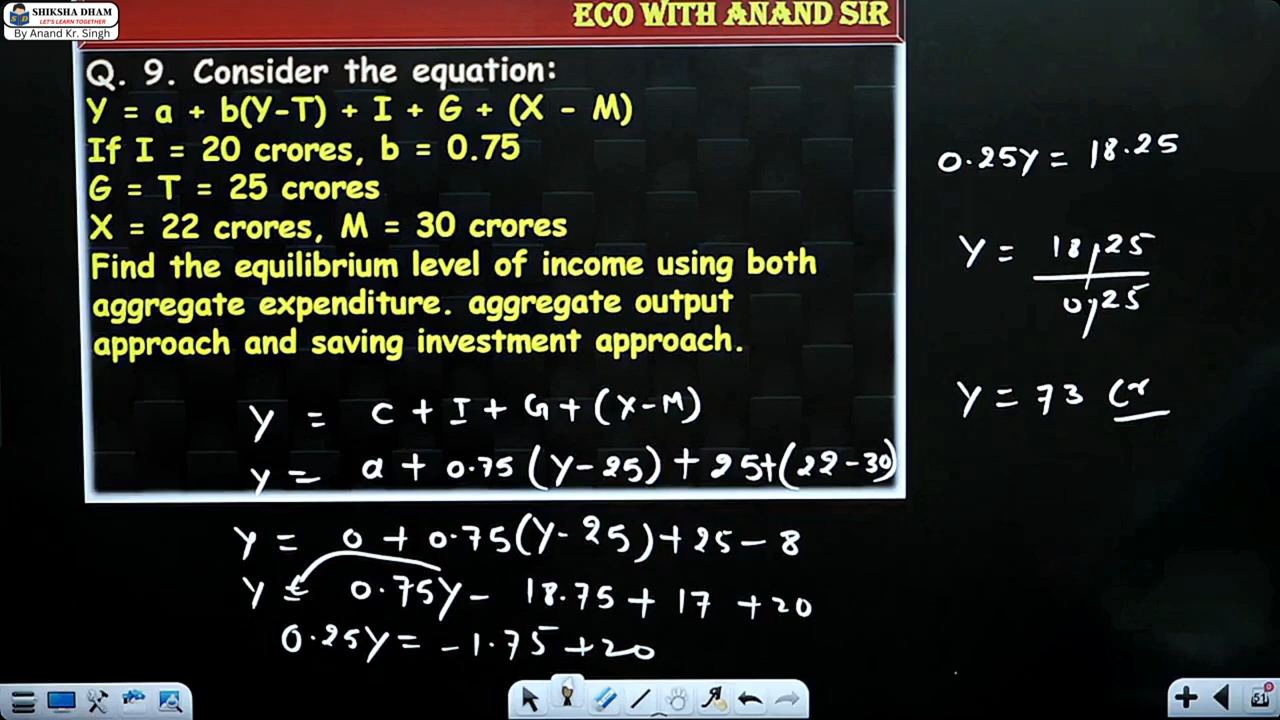 SHIKSHA DHAM
LET'S LEARN TOGETHER
By Anand Kr. Singh
ECO WITH ANAND SIR
Q. 9. Consider the equation:
Y = a + b(Y-T) + I + G + (X - M)
If I = 20 crores, b = 0.75
G = T = 25 crores
X = 22 crores, M = 30 crores
Find the equilibrium level of income using both
aggregate expenditure. aggregate output
approach and saving investment approach.
Y = C + I + G + (X-M)
Y = a + 0.75 (Y-25) + 25+(22-30)
Y = 0 + 0.75(Y-25)+25-8
Y = 0.75Y - 18.75 + 17 +20
0.25Y = -1.75 +20
0.25Y = 18.25
Y = 18.25
0.25
Y = 73 Cr
51